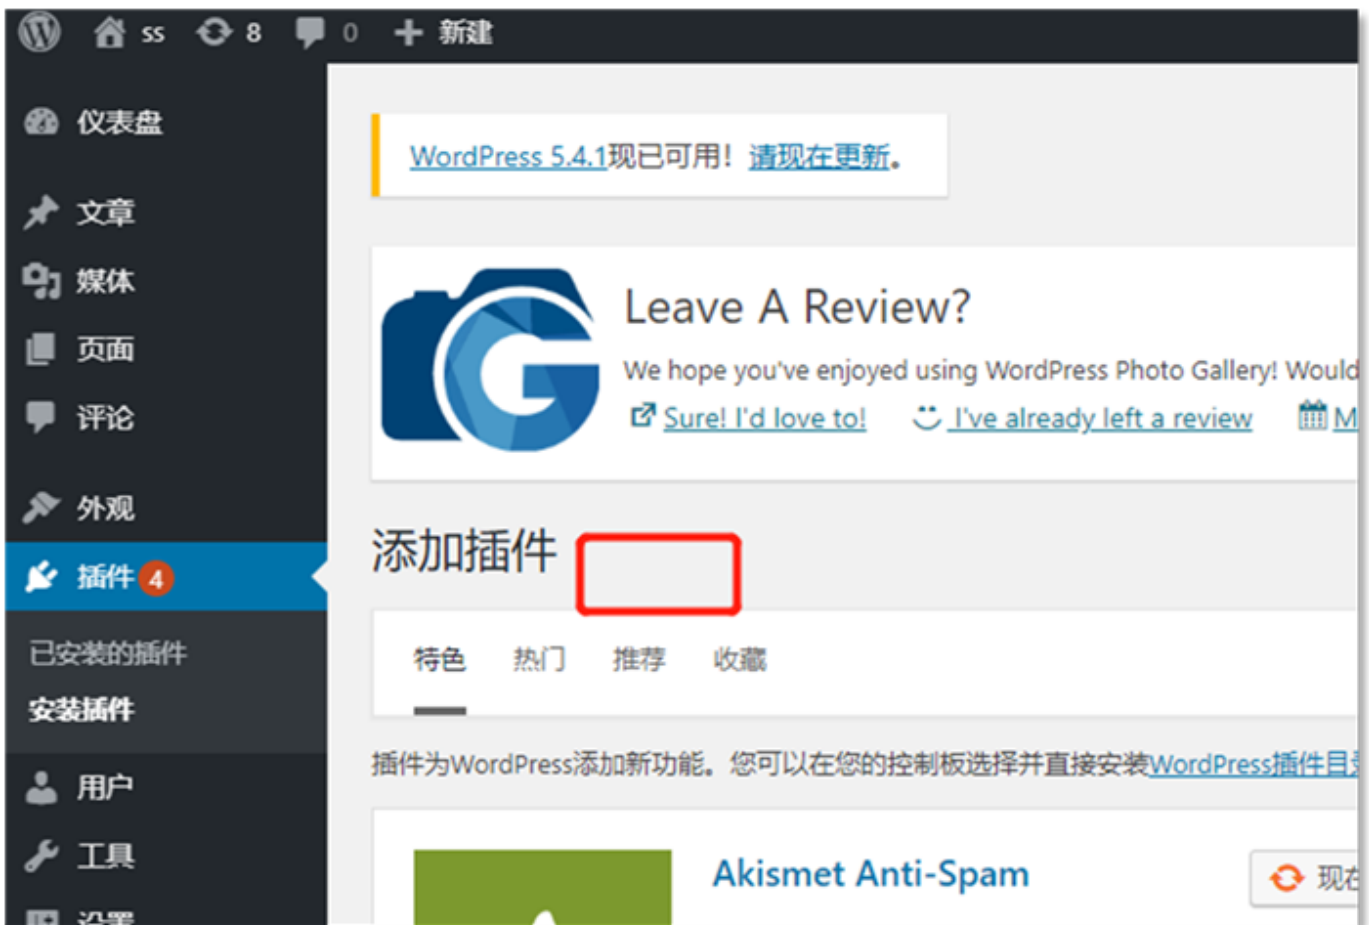 ss 8 0 新建
仪表盘
文章
媒体
页面
评论
外观
插件 4
已安装的插件
安装插件
用户
工具
设置
WordPress 5.4.1现已可用！请现在更新。
Leave A Review?
We hope you've enjoyed using WordPress Photo Gallery! Would
Sure! I'd love to! I've already left a review M
添加插件
特色 热门 推荐 收藏
插件为WordPress添加新功能。您可以在您的控制板选择并直接安装WordPress插件目
Akismet Anti-Spam
现在